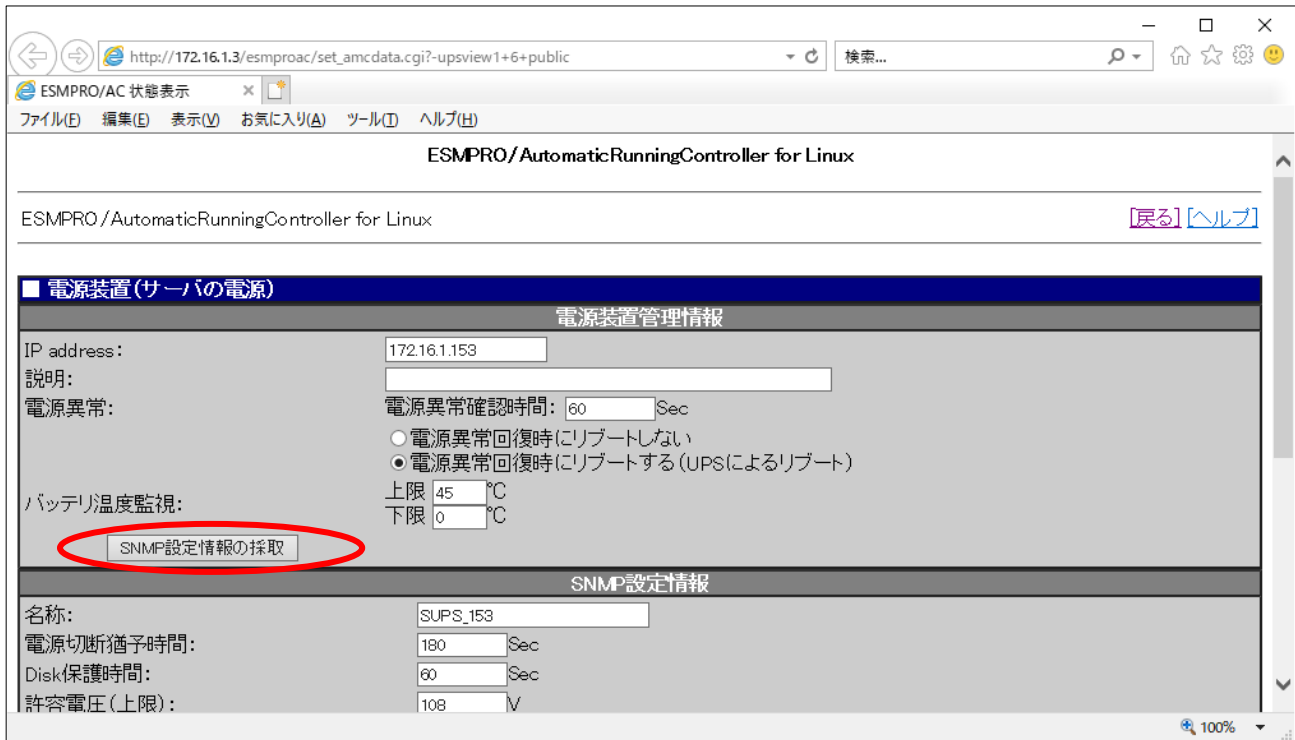 http://172.16.1.3/esmproac/set_amcdata.cgi?-upsview1+6+public
検索...
ESMPRO/AC 状態表示
ファイル(F) 編集(E) 表示(V) お気に入り(A) ツール(T) ヘルプ(H)
ESMPRO/AutomaticRunningController for Linux
ESMPRO/AutomaticRunningController for Linux [戻る] [ヘルプ]
■ 電源装置(サーバの電源)
電源装置管理情報
IP address: 172.16.1.153
説明:
電源異常: 電源異常確認時間: 60 Sec
電源異常回復時にリブートしない
電源異常回復時にリブートする(UPSによるリブート)
バッテリ温度監視: 上限 45 ℃
下限 0 ℃
SNMP設定情報の採取
SNMP設定情報
名称: SUPS_153
電源切断猶予時間: 180 Sec
Disk保護時間: 60 Sec
許容電圧(上限): 108 V
100%